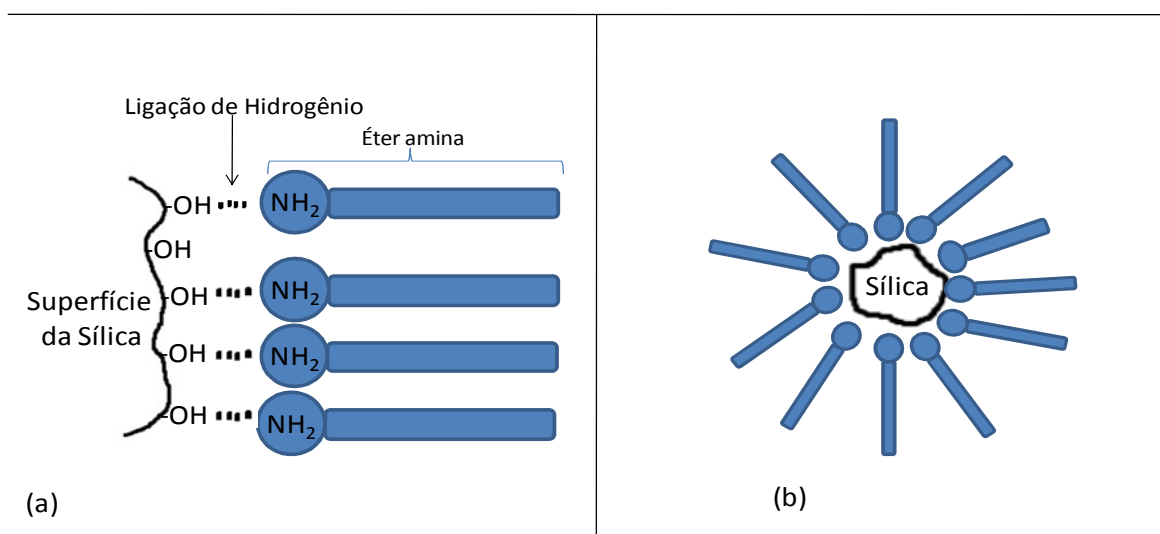 Ligação de Hidrogênio
Éter amina
-OH
NH₂
-OH
Superfície
da Sílica
-OH
NH₂
-OH
NH₂
-OH
NH₂
(a)
Sílica
(b)